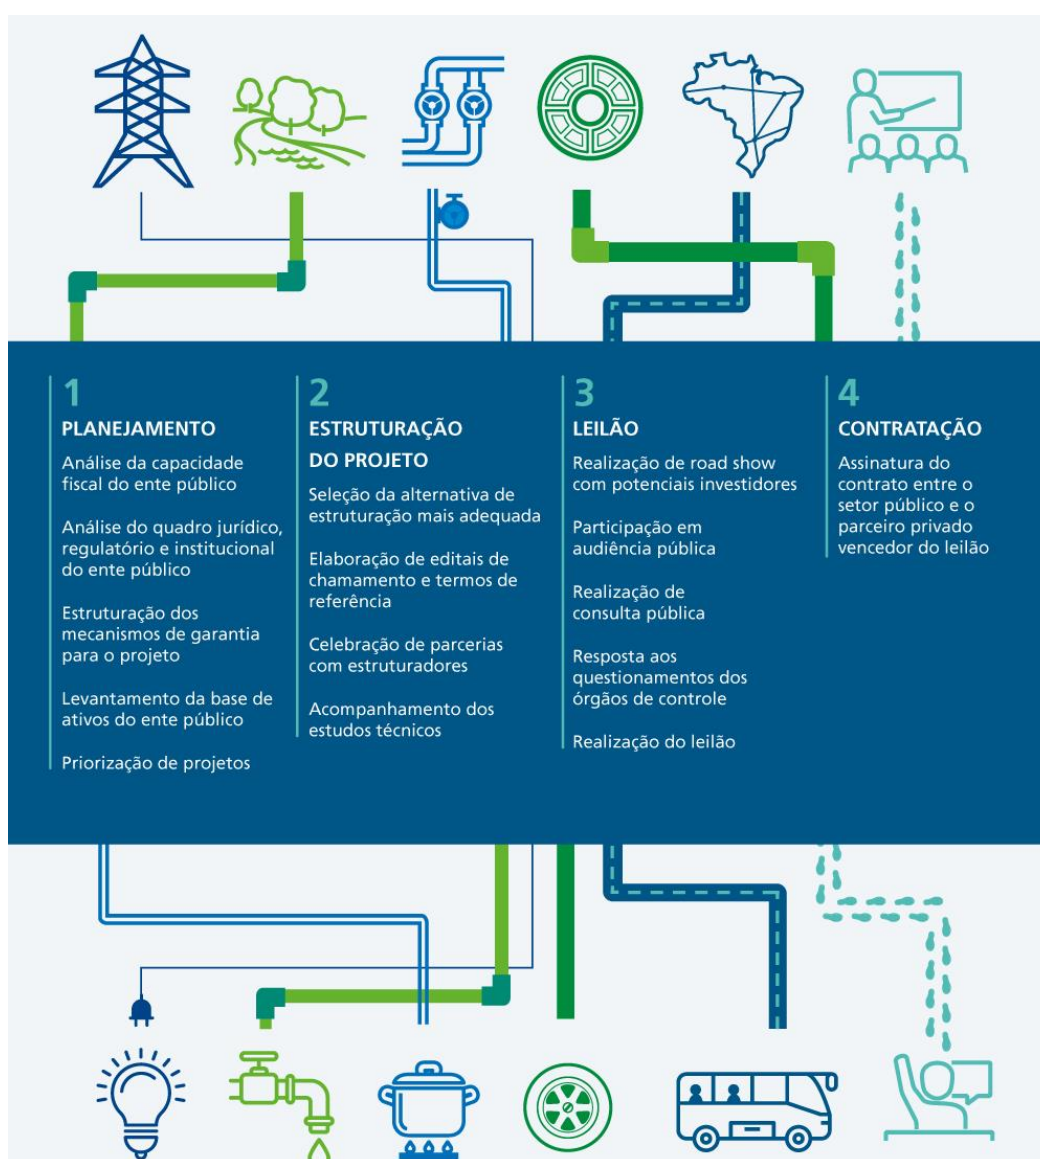 1
PLANEJAMENTO
Análise da capacidade
fiscal do ente público
Análise do quadro jurídico,
regulatório e institucional
do ente público
Estruturação dos
mecanismos de garantia
para o projeto
Levantamento da base de
ativos do ente público
Priorização de projetos
2
ESTRUTURAÇÃO
DO PROJETO
Seleção da alternativa de
estruturação mais adequada
Elaboração de editais de
chamamento e termos de
referência
Celebração de parcerias
com estruturadores
Acompanhamento dos
estudos técnicos
3
LEILÃO
Realização de road show
com potenciais investidores
Participação em
audiência pública
Realização de
consulta pública
Resposta aos
questionamentos dos
órgãos de controle
Realização do leilão
4
CONTRATAÇÃO
Assinatura do
contrato entre o
setor público e o
parceiro privado
vencedor do leilão